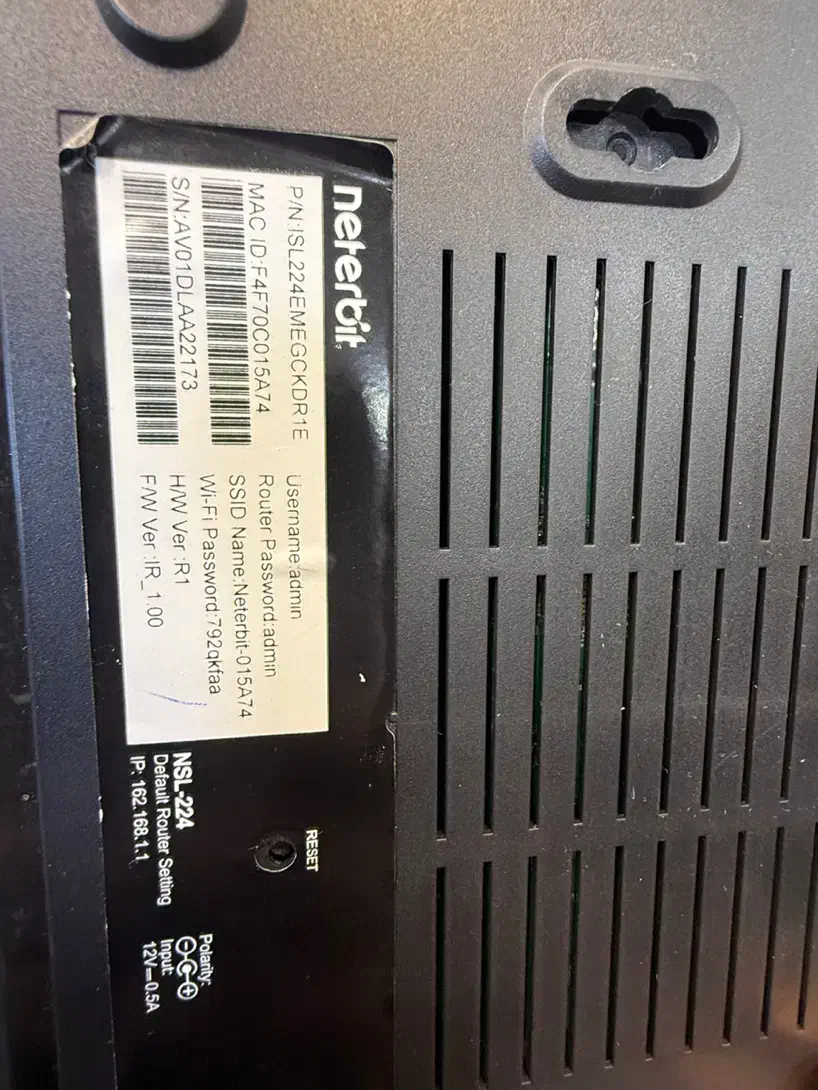 neterbit
P/N:ISL224EMEGCKDR1E
MAC ID:F4F70C015A74
S/N:AV01DLAA22173
Username:admin
Router Password:admin
SSID Name:Neterbit-015A74
Wi-Fi Password:792qkfaa
H/W Ver :R1
F/W Ver :IR_1.00
RESET
NSL-224
Default Router Setting
IP: 162.168.1.1
Polarity:
Input:
12V⎓0.5A